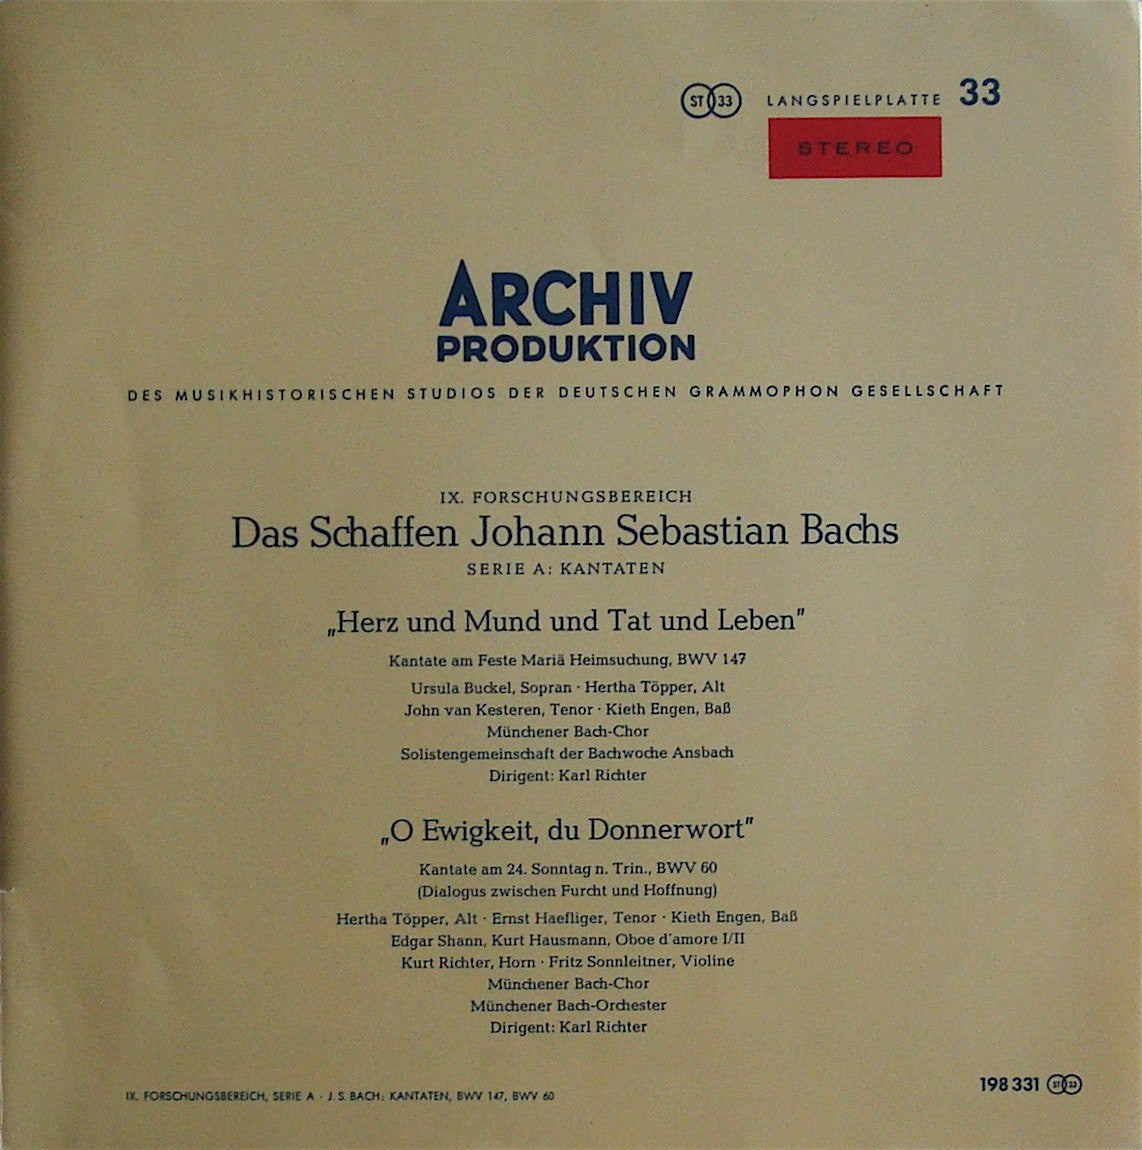 ST 33 LANGSPIELPLATTE 33
STEREO
ARCHIV
PRODUKTION
DES MUSIKHISTORISCHEN STUDIOS DER DEUTSCHEN GRAMMOPHON GESELLSCHAFT
IX. FORSCHUNGSBEREICH
Das Schaffen Johann Sebastian Bachs
SERIE A: KANTATEN
„Herz und Mund und Tat und Leben”
Kantate am Feste Mariä Heimsuchung, BWV 147
Ursula Buckel, Sopran · Hertha Töpper, Alt
John van Kesteren, Tenor · Kieth Engen, Baß
Münchener Bach-Chor
Solistengemeinschaft der Bachwoche Ansbach
Dirigent: Karl Richter
„O Ewigkeit, du Donnerwort”
Kantate am 24. Sonntag n. Trin., BWV 60
(Dialogus zwischen Furcht und Hoffnung)
Hertha Töpper, Alt · Ernst Haefliger, Tenor · Kieth Engen, Baß
Edgar Shann, Kurt Hausmann, Oboe d'amore I/II
Kurt Richter, Horn · Fritz Sonnleitner, Violine
Münchener Bach-Chor
Münchener Bach-Orchester
Dirigent: Karl Richter
198 331 ST 33
IX. FORSCHUNGSBEREICH, SERIE A · J. S. BACH: KANTATEN, BWV 147, BWV 60